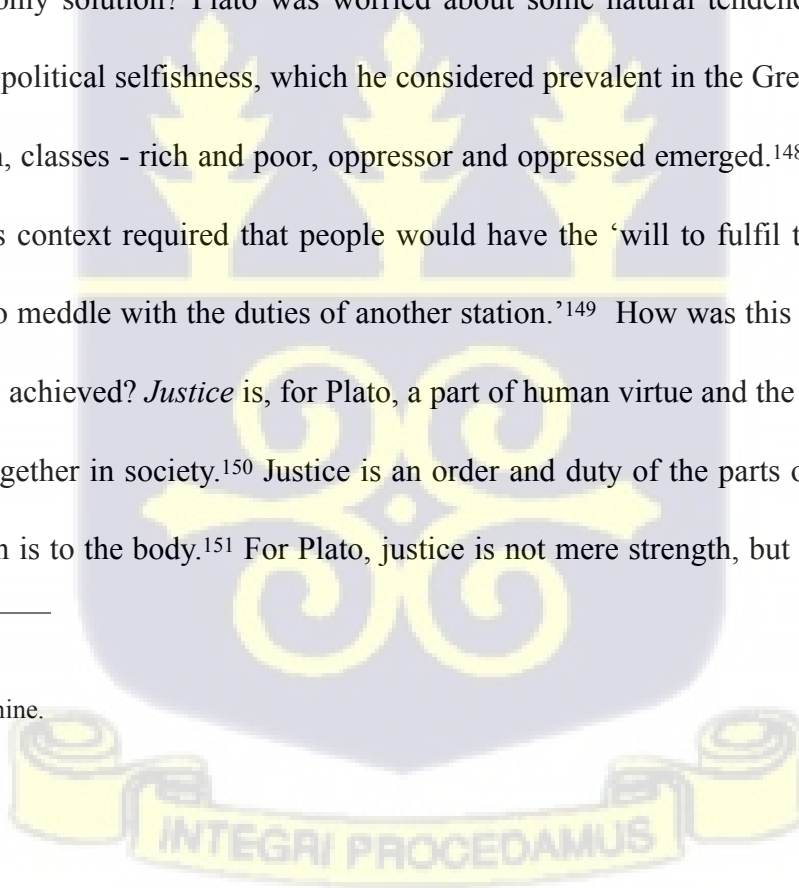 only solution? Plato was worried about some natural
political selfishness, which he considered prevalent in the
classes - rich and poor, oppressor and oppressed emerged.148
context required that people would have the ‘will to fulfil
meddle with the duties of another station.’149 How was this
achieved? Justice is, for Plato, a part of human virtue and the
in society.150 Justice is an order and duty of the parts
is to the body.151 For Plato, justice is not mere strength, but
INTEGRI PROCEDAMUS